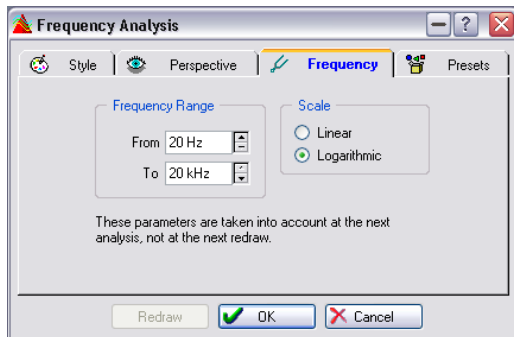 Frequency Analysis
?
Style
Perspective
Frequency
Presets
Frequency Range
From 20 Hz
To 20 kHz
Scale
Linear
Logarithmic
These parameters are taken into account at the next
analysis, not at the next redraw.
Redraw
OK
Cancel